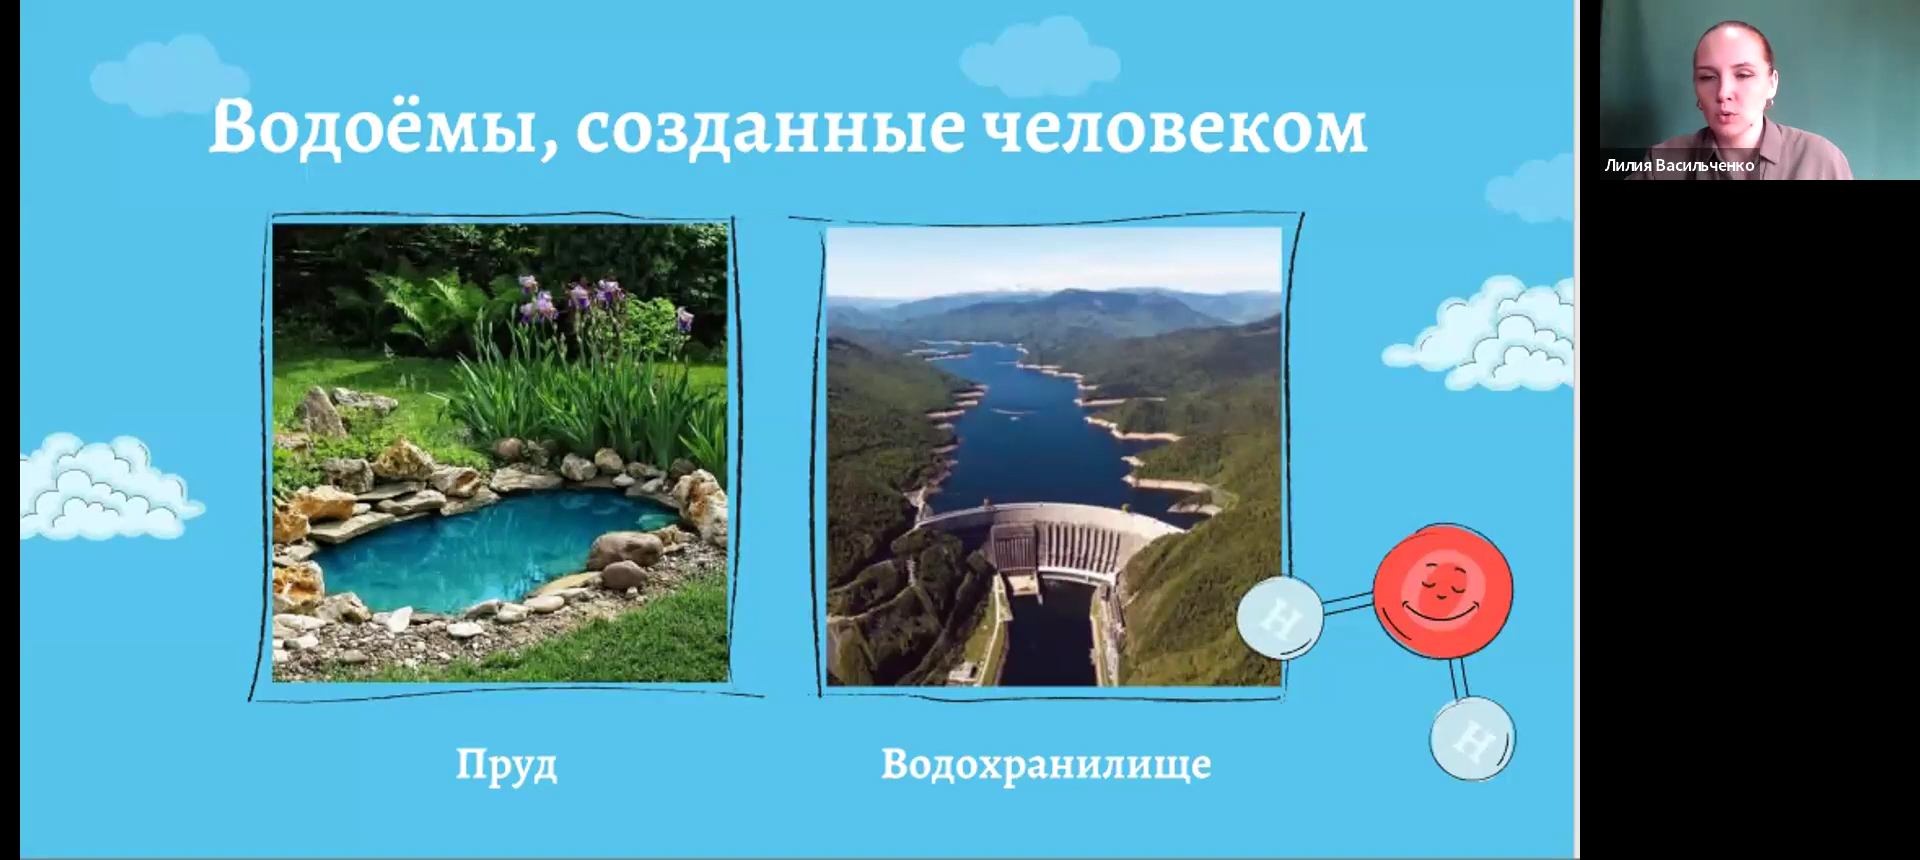 Водоёмы, созданные человеком
Лилия Васильченко
H
H
Пруд
Водохранилище